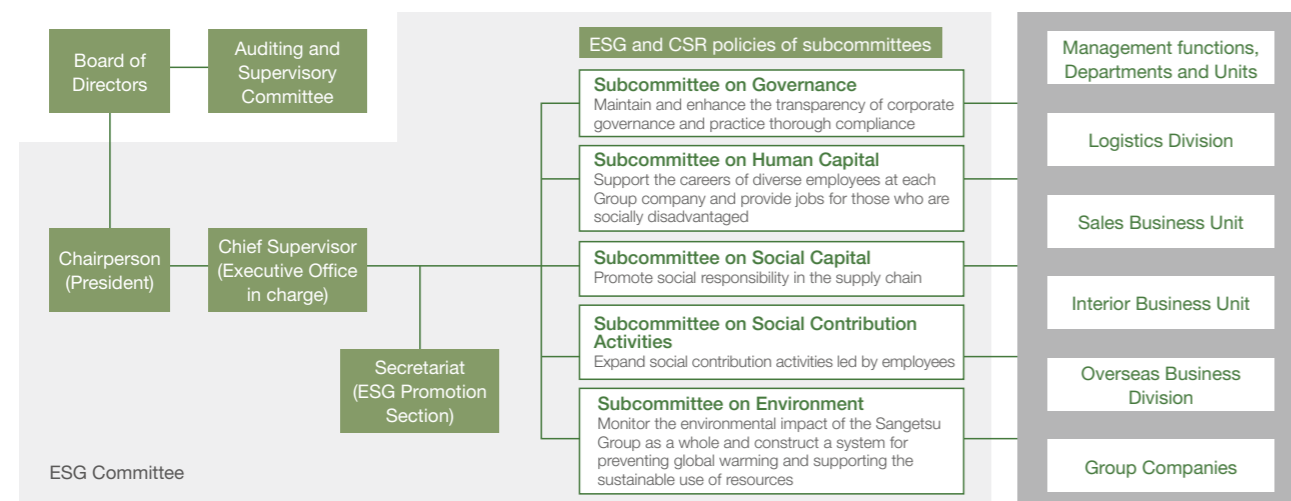 Board of
Directors
Auditing and
Supervisory
Committee
Chairperson
(President)
Chief Supervisor
(Executive Office
in charge)
Secretariat
(ESG Promotion
Section)
ESG Committee
ESG and CSR policies of subcommittees
Subcommittee on Governance
Maintain and enhance the transparency of corporate
governance and practice thorough compliance
Subcommittee on Human Capital
Support the careers of diverse employees at each
Group company and provide jobs for those who are
socially disadvantaged
Subcommittee on Social Capital
Promote social responsibility in the supply chain
Subcommittee on Social Contribution
Activities
Expand social contribution activities led by employees
Subcommittee on Environment
Monitor the environmental impact of the Sangetsu
Group as a whole and construct a system for
preventing global warming and supporting the
sustainable use of resources
Management functions,
Departments and Units
Logistics Division
Sales Business Unit
Interior Business Unit
Overseas Business
Division
Group Companies